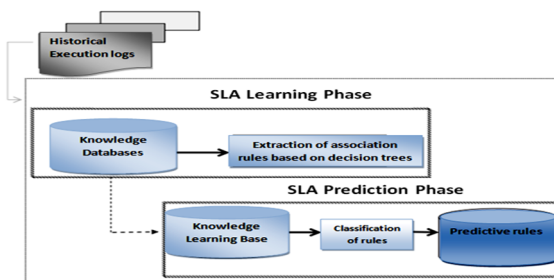 Historical
Execution logs
SLA Learning Phase
Knowledge
Databases
Extraction of association
rules based on decision trees
SLA Prediction Phase
Knowledge
Learning Base
Classification
of rules
Predictive rules